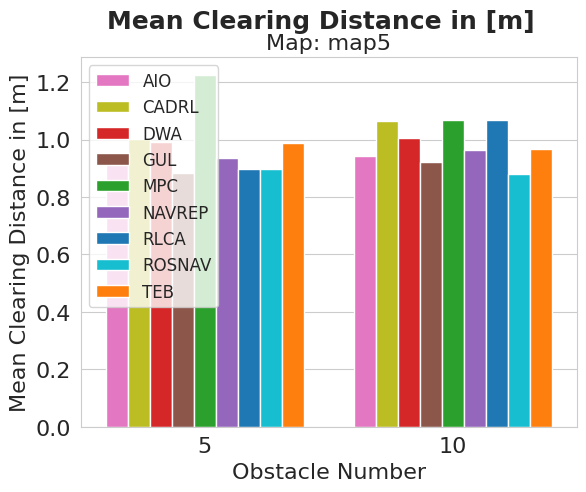 Mean Clearing Distance in [m]
Map: map5
Mean Clearing Distance in [m]
1.2
1.0
0.8
0.6
0.4
0.2
0.0
AIO
CADRL
DWA
GUL
MPC
NAVREP
RLCA
ROSNAV
TEB
5
10
Obstacle Number